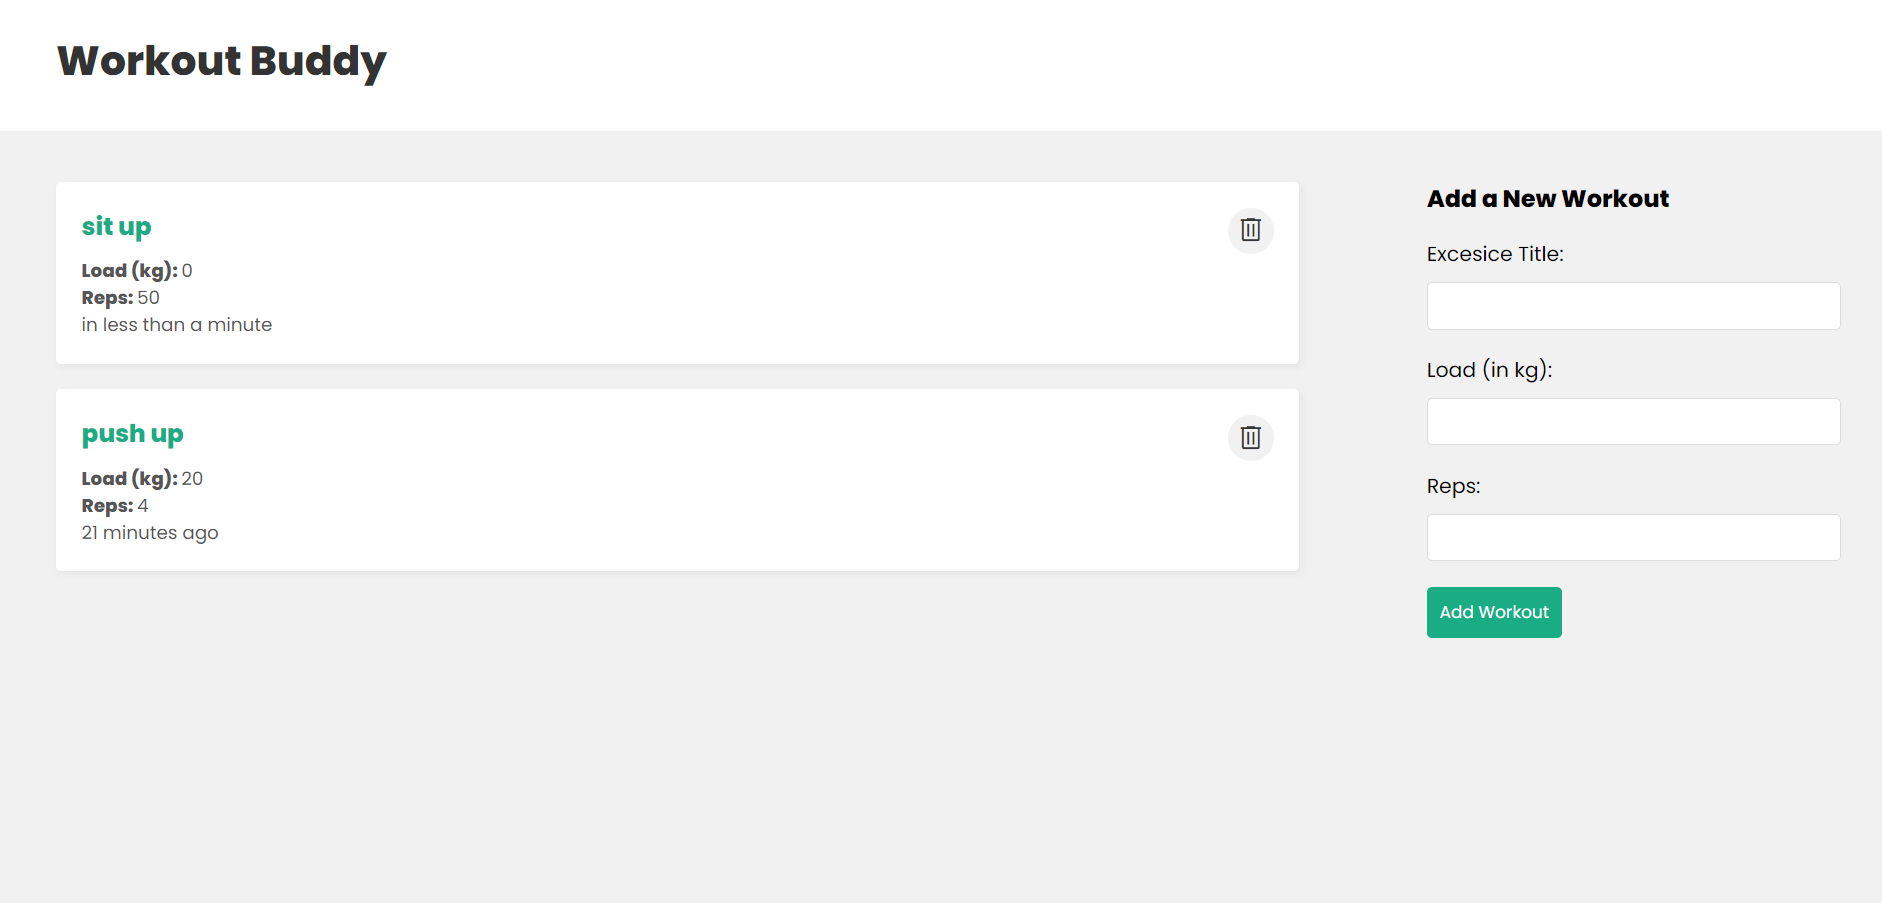 Workout Buddy
sit up
Load (kg): 0
Reps: 50
in less than a minute
push up
Load (kg): 20
Reps: 4
21 minutes ago
Add a New Workout
Excesice Title:
Load (in kg):
Reps:
Add Workout